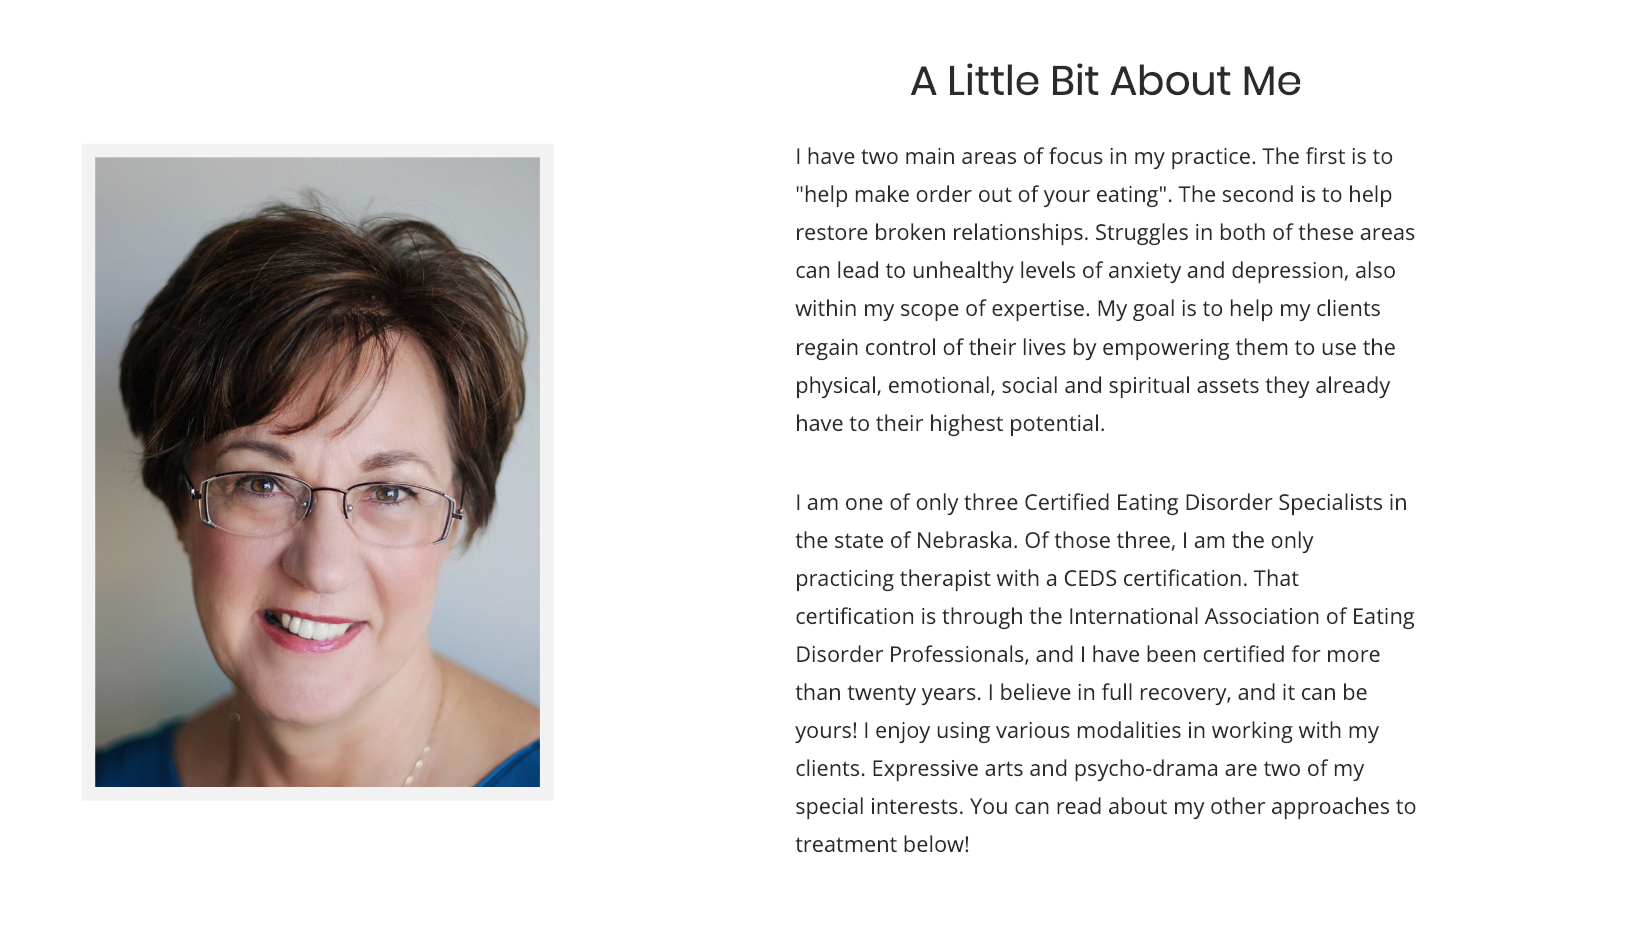 A Little Bit About Me
I have two main areas of focus in my practice. The first is to
"help make order out of your eating". The second is to help
restore broken relationships. Struggles in both of these areas
can lead to unhealthy levels of anxiety and depression, also
within my scope of expertise. My goal is to help my clients
regain control of their lives by empowering them to use the
physical, emotional, social and spiritual assets they already
have to their highest potential.
I am one of only three Certified Eating Disorder Specialists in
the state of Nebraska. Of those three, I am the only
practicing therapist with a CEDS certification. That
certification is through the International Association of Eating
Disorder Professionals, and I have been certified for more
than twenty years. I believe in full recovery, and it can be
yours! I enjoy using various modalities in working with my
clients. Expressive arts and psycho-drama are two of my
special interests. You can read about my other approaches to
treatment below!